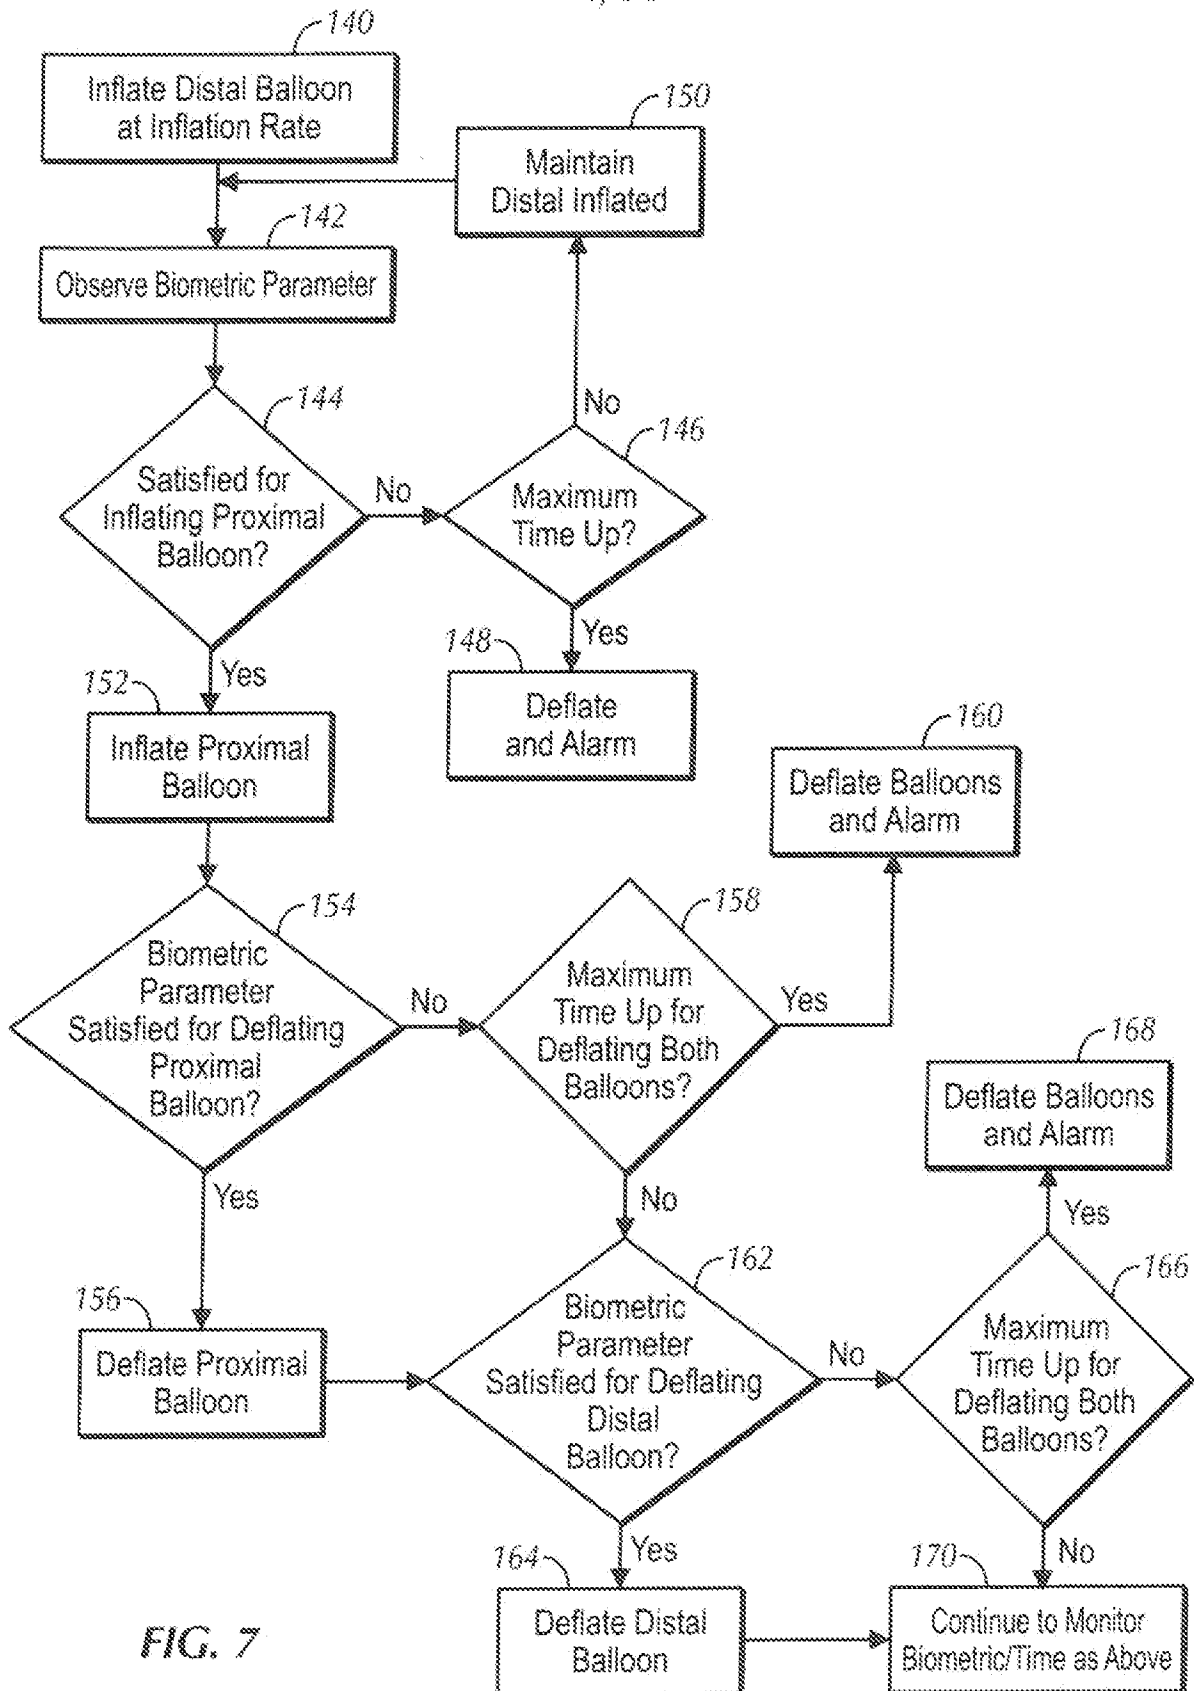 140
Inflate Distal Balloon
at Inflation Rate
150
Maintain
Distal Inflated
142
Observe Biometric Parameter
144
Satisfied for
Inflating Proximal
Balloon?
No
No
146
Maximum
Time Up?
Yes
148
Deflate
and Alarm
Yes
152
Inflate Proximal
Balloon
160
Deflate Balloons
and Alarm
154
Biometric
Parameter
Satisfied for Deflating
Proximal
Balloon?
No
158
Maximum
Time Up for
Deflating Both
Balloons?
Yes
168
Deflate Balloons
and Alarm
Yes
No
Yes
156
Deflate Proximal
Balloon
162
Biometric
Parameter
Satisfied for Deflating
Distal
Balloon?
No
166
Maximum
Time Up for
Deflating Both
Balloons?
Yes
No
164
Deflate Distal
Balloon
170
Continue to Monitor
Biometric/Time as Above
FIG. 7